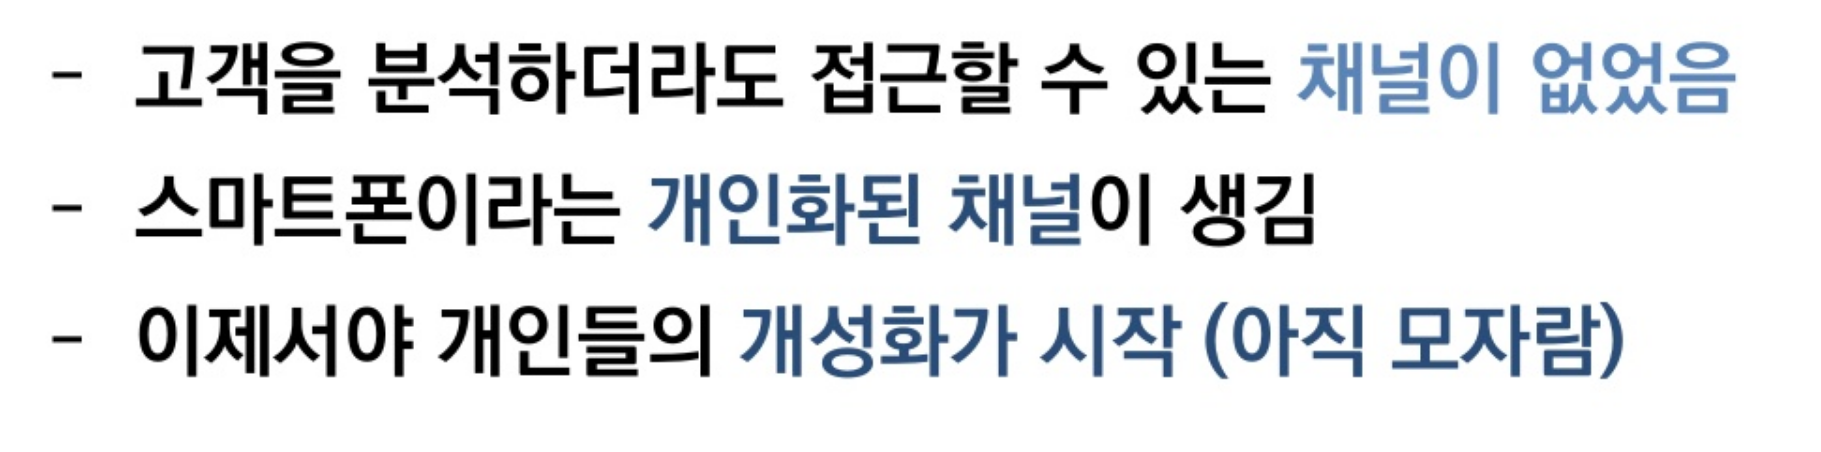 - 고객을 분석하더라도 접근할 수 있는 채널이 없었음
- 스마트폰이라는 개인화된 채널이 생김
- 이제서야 개인들의 개성화가 시작 (아직 모자람)